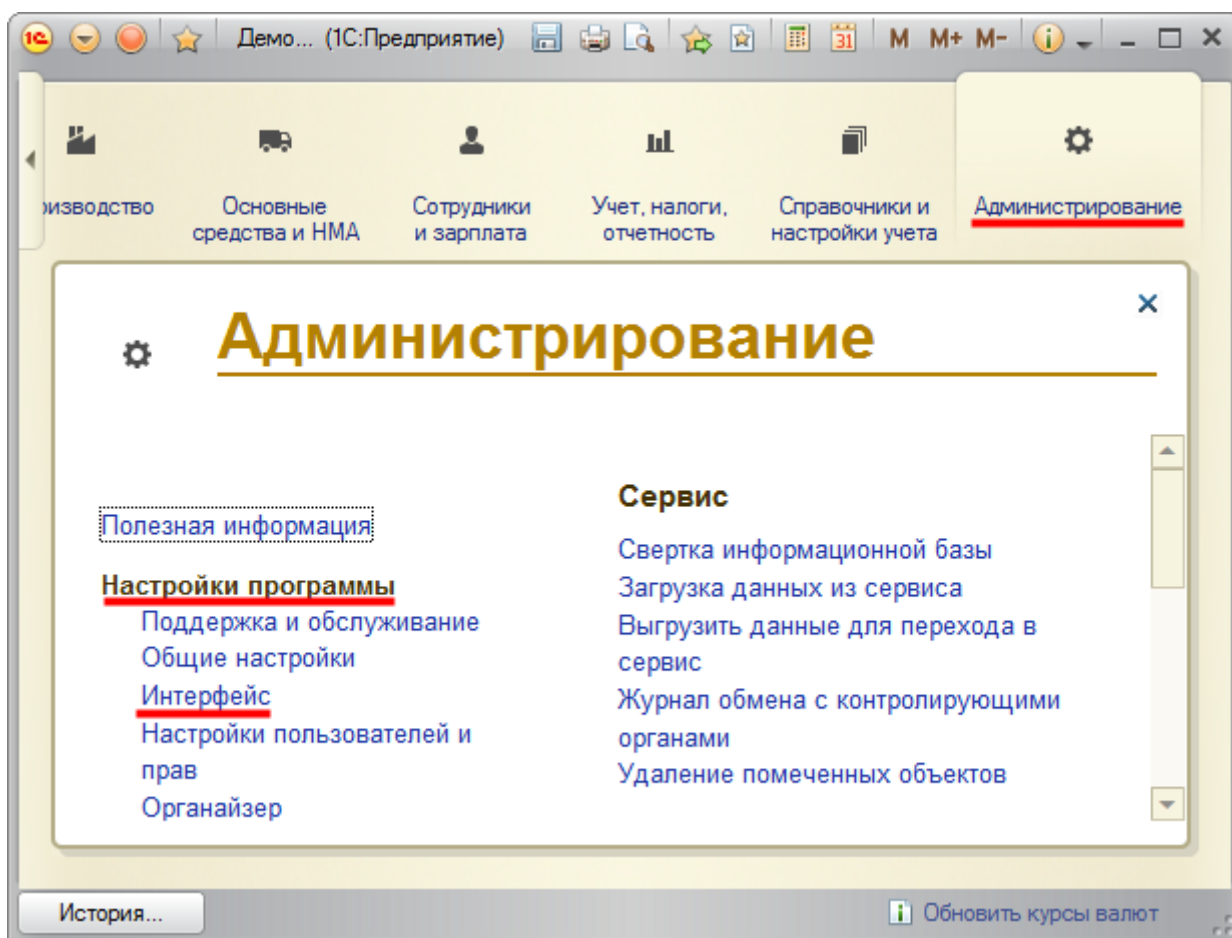 1С Демо... (1С:Предприятие) 31 M M+ M-
Основные
средства и НМА
Сотрудники
и зарплата
Учет, налоги,
отчетность
Справочники и
настройки учета
Администрирование
Администрирование
Полезная информация
Настройки программы
Поддержка и обслуживание
Общие настройки
Интерфейс
Настройки пользователей и
прав
Органайзер
Сервис
Свертка информационной базы
Загрузка данных из сервиса
Выгрузить данные для перехода в
сервис
Журнал обмена с контролирующими
органами
Удаление помеченных объектов
История...
Обновить курсы валют